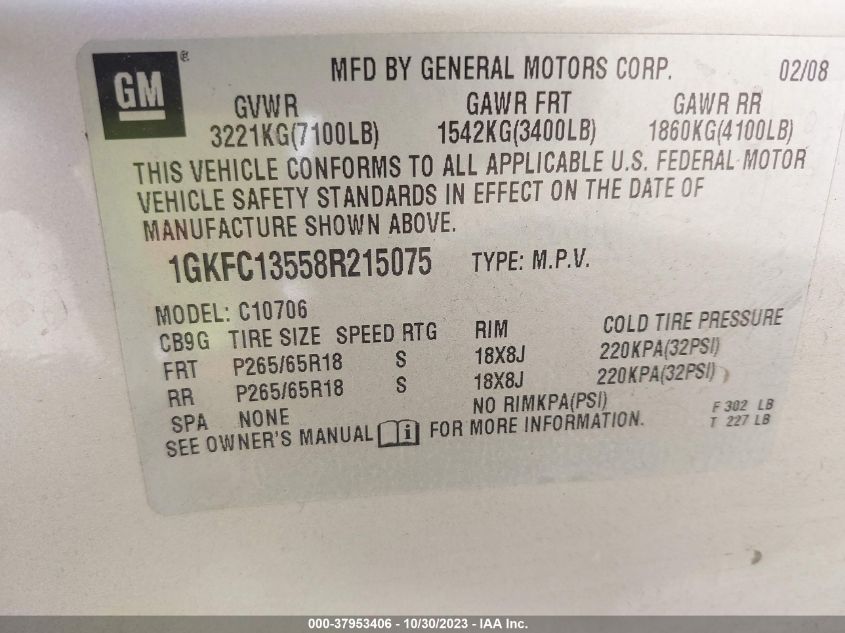 GM ® MFD BY GENERAL MOTORS CORP. 02/08
GVWR GAWR FRT GAWR RR
3221KG(7100LB) 1542KG(3400LB) 1860KG(4100LB)
THIS VEHICLE CONFORMS TO ALL APPLICABLE U.S. FEDERAL MOTOR
VEHICLE SAFETY STANDARDS IN EFFECT ON THE DATE OF
MANUFACTURE SHOWN ABOVE.
1GKFC13558R215075 TYPE: M.P.V.
MODEL: C10706
CB9G TIRE SIZE SPEED RTG RIM COLD TIRE PRESSURE
FRT P265/65R18 S 18X8J 220KPA(32PSI)
RR P265/65R18 S 18X8J 220KPA(32PSI)
SPA NONE NO RIMKPA(PSI) F 302 LB
SEE OWNER'S MANUAL i FOR MORE INFORMATION. T 227 LB
000-37953406 - 10/30/2023 - IAA Inc.